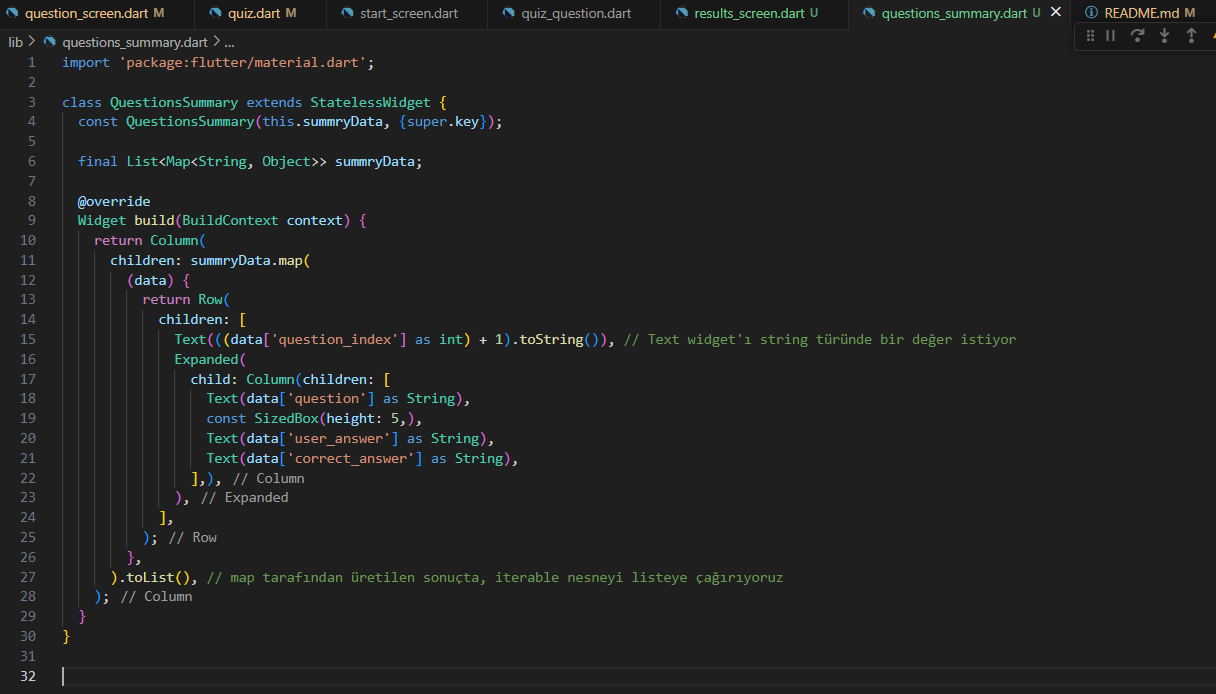 question_screen.dart M quiz.dart M start_screen.dart quiz_question.dart results_screen.dart U questions_summary.dart U README.md M
lib > questions_summary.dart > ...
1 import 'package:flutter/material.dart';
2
3 class QuestionsSummary extends StatelessWidget {
4 const QuestionsSummary(this.summryData, {super.key});
5
6 final List<Map<String, Object>> summryData;
7
8 @override
9 Widget build(BuildContext context) {
10 return Column(
11 children: summryData.map(
12 (data) {
13 return Row(
14 children: [
15 Text(((data['question_index'] as int) + 1).toString()), // Text widget'ı string türünde bir değer istiyor
16 Expanded(
17 child: Column(children: [
18 Text(data['question'] as String),
19 const SizedBox(height: 5,),
20 Text(data['user_answer'] as String),
21 Text(data['correct_answer'] as String),
22 ],), // Column
23 ), // Expanded
24 ],
25 ); // Row
26 },
27 ).toList(), // map tarafından üretilen sonuçta, iterable nesneyi listeye çağırıyoruz
28 ); // Column
29 }
30 }
31
32